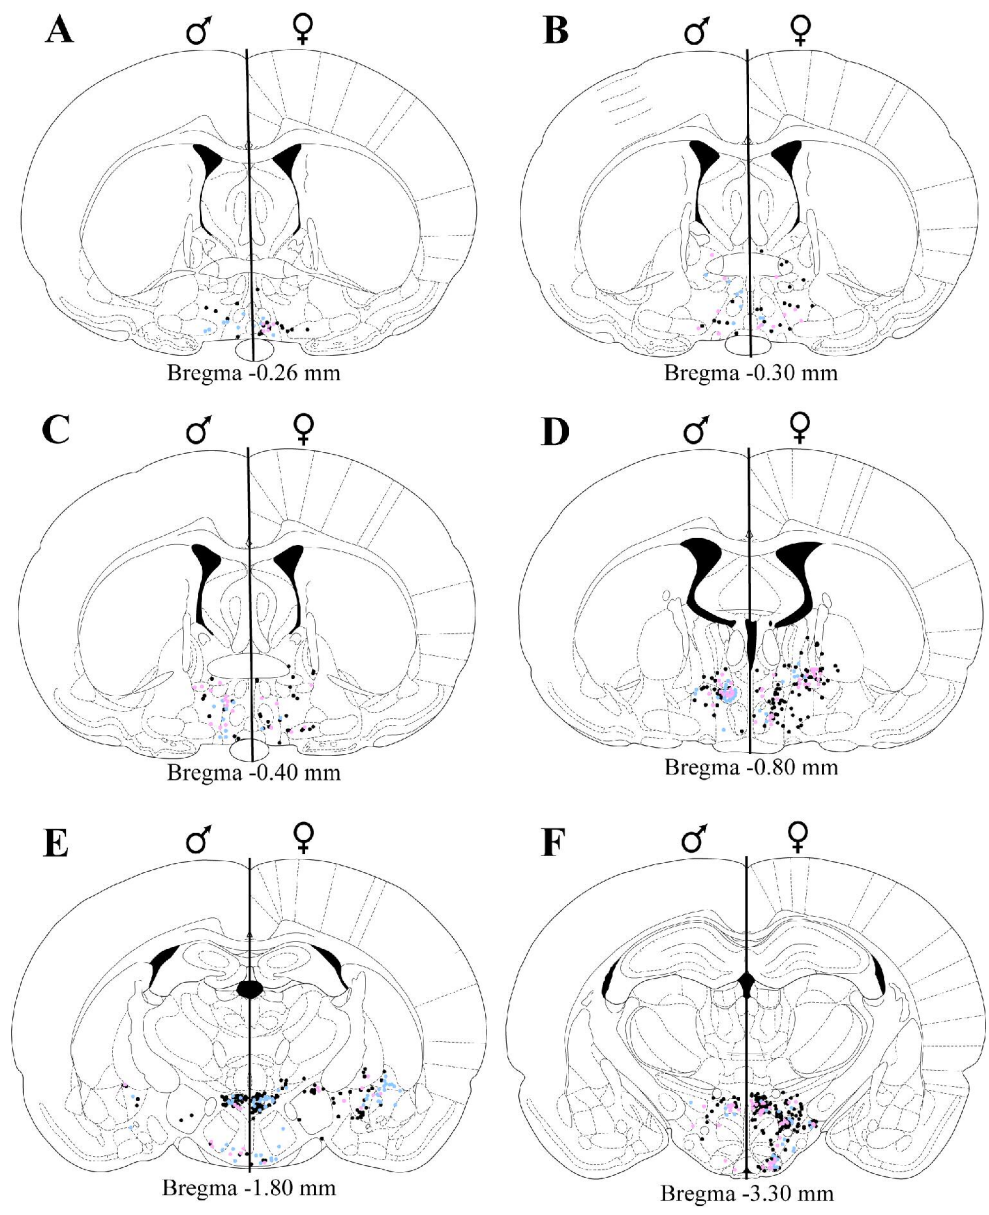 A
♂ ♀
Bregma -0.26 mm
B
♂ ♀
Bregma -0.30 mm
C
♂ ♀
Bregma -0.40 mm
D
♂ ♀
Bregma -0.80 mm
E
♂ ♀
Bregma -1.80 mm
F
♂ ♀
Bregma -3.30 mm